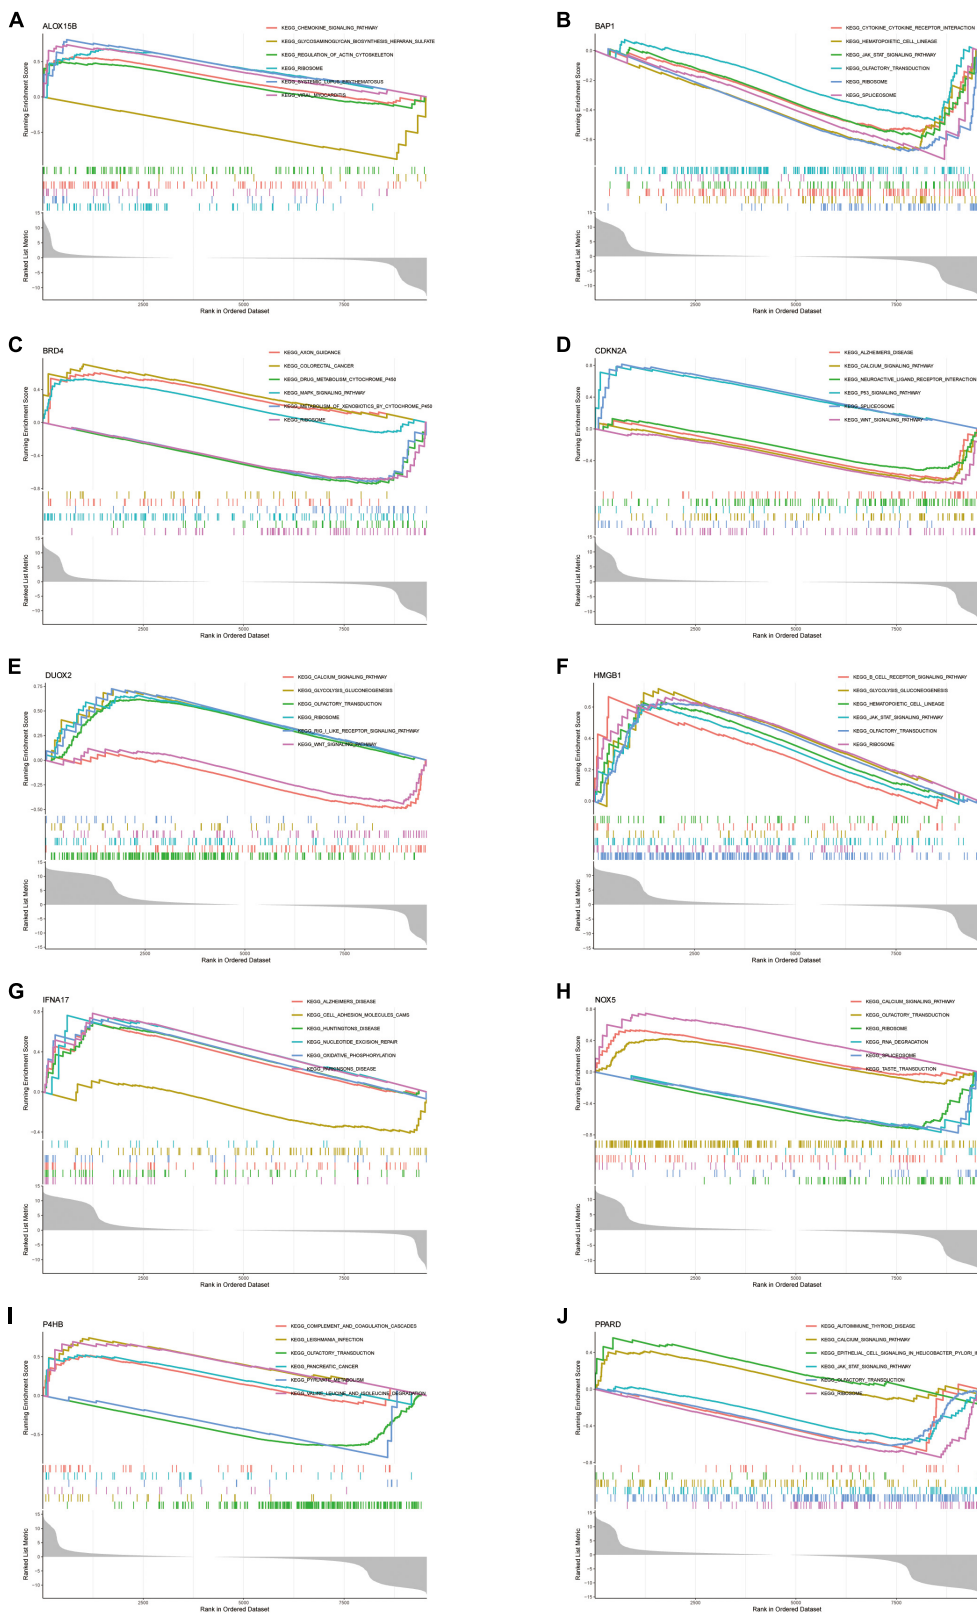 A
ALOX15B
KEGG_CHEMOKINE_SIGNALING_PATHWAY
KEGG_GLYCOSAMINOGLYCAN_BIOSYNTHESIS_HEPARAN_SULFATE
KEGG_REGULATION_OF_ACTIN_CYTOSKELETON
KEGG_RIBOSOME
KEGG_SYSTEMIC_LUPUS_ERYTHEMATOSUS
KEGG_VIRAL_MYOCARDITIS
Running Enrichment Score
Ranked List Metric
2500 5000 7500
Rank in Ordered Dataset
B
BAP1
KEGG_CYTOKINE_CYTOKINE_RECEPTOR_INTERACTION
KEGG_HEMATOPOIETIC_CELL_LINEAGE
KEGG_JAK_STAT_SIGNALING_PATHWAY
KEGG_OLFACTORY_TRANSDUCTION
KEGG_RIBOSOME
KEGG_SPLICEOSOME
Running Enrichment Score
Ranked List Metric
2500 5000 7500
Rank in Ordered Dataset
C
BRD4
KEGG_AXON_GUIDANCE
KEGG_COLORECTAL_CANCER
KEGG_DRUG_METABOLISM_CYTOCHROME_P450
KEGG_MAPK_SIGNALING_PATHWAY
KEGG_METABOLISM_OF_XENOBIOTICS_BY_CYTOCHROME_P450
KEGG_RIBOSOME
Running Enrichment Score
Ranked List Metric
2500 5000 7500
Rank in Ordered Dataset
D
CDKN2A
KEGG_ALZHEIMERS_DISEASE
KEGG_CALCIUM_SIGNALING_PATHWAY
KEGG_NEUROACTIVE_LIGAND_RECEPTOR_INTERACTION
KEGG_P53_SIGNALING_PATHWAY
KEGG_SPLICEOSOME
KEGG_WNT_SIGNALING_PATHWAY
Running Enrichment Score
Ranked List Metric
2500 5000 7500
Rank in Ordered Dataset
E
DUOX2
KEGG_CALCIUM_SIGNALING_PATHWAY
KEGG_GLYCOLYSIS_GLUCONEOGENESIS
KEGG_OLFACTORY_TRANSDUCTION
KEGG_RIBOSOME
KEGG_RIG_I_LIKE_RECEPTOR_SIGNALING_PATHWAY
KEGG_WNT_SIGNALING_PATHWAY
Running Enrichment Score
Ranked List Metric
2500 5000 7500
Rank in Ordered Dataset
F
HMGB1
KEGG_B_CELL_RECEPTOR_SIGNALING_PATHWAY
KEGG_GLYCOLYSIS_GLUCONEOGENESIS
KEGG_HEMATOPOIETIC_CELL_LINEAGE
KEGG_JAK_STAT_SIGNALING_PATHWAY
KEGG_OLFACTORY_TRANSDUCTION
KEGG_RIBOSOME
Running Enrichment Score
Ranked List Metric
2500 5000 7500
Rank in Ordered Dataset
G
IFNA17
KEGG_ALZHEIMERS_DISEASE
KEGG_CELL_ADHESION_MOLECULES_CAMS
KEGG_HUNTINGTONS_DISEASE
KEGG_NUCLEOTIDE_EXCISION_REPAIR
KEGG_OXIDATIVE_PHOSPHORYLATION
KEGG_PARKINSONS_DISEASE
Running Enrichment Score
Ranked List Metric
2500 5000 7500
Rank in Ordered Dataset
H
NOX5
KEGG_CALCIUM_SIGNALING_PATHWAY
KEGG_OLFACTORY_TRANSDUCTION
KEGG_RIBOSOME
KEGG_RNA_DEGRADATION
KEGG_SPLICEOSOME
KEGG_TASTE_TRANSDUCTION
Running Enrichment Score
Ranked List Metric
2500 5000 7500
Rank in Ordered Dataset
I
P4HB
KEGG_COMPLEMENT_AND_COAGULATION_CASCADES
KEGG_LEISHMANIA_INFECTION
KEGG_OLFACTORY_TRANSDUCTION
KEGG_PANCREATIC_CANCER
KEGG_PYRUVATE_METABOLISM
KEGG_VALINE_LEUCINE_AND_ISOLEUCINE_DEGRADATION
Running Enrichment Score
Ranked List Metric
2500 5000 7500
Rank in Ordered Dataset
J
PPARD
KEGG_AUTOIMMUNE_THYROID_DISEASE
KEGG_CALCIUM_SIGNALING_PATHWAY
KEGG_EPITHELIAL_CELL_SIGNALING_IN_HELICOBACTER_PYLORI_I
KEGG_JAK_STAT_SIGNALING_PATHWAY
KEGG_OLFACTORY_TRANSDUCTION
KEGG_RIBOSOME
Running Enrichment Score
Ranked List Metric
2500 5000 7500
Rank in Ordered Dataset